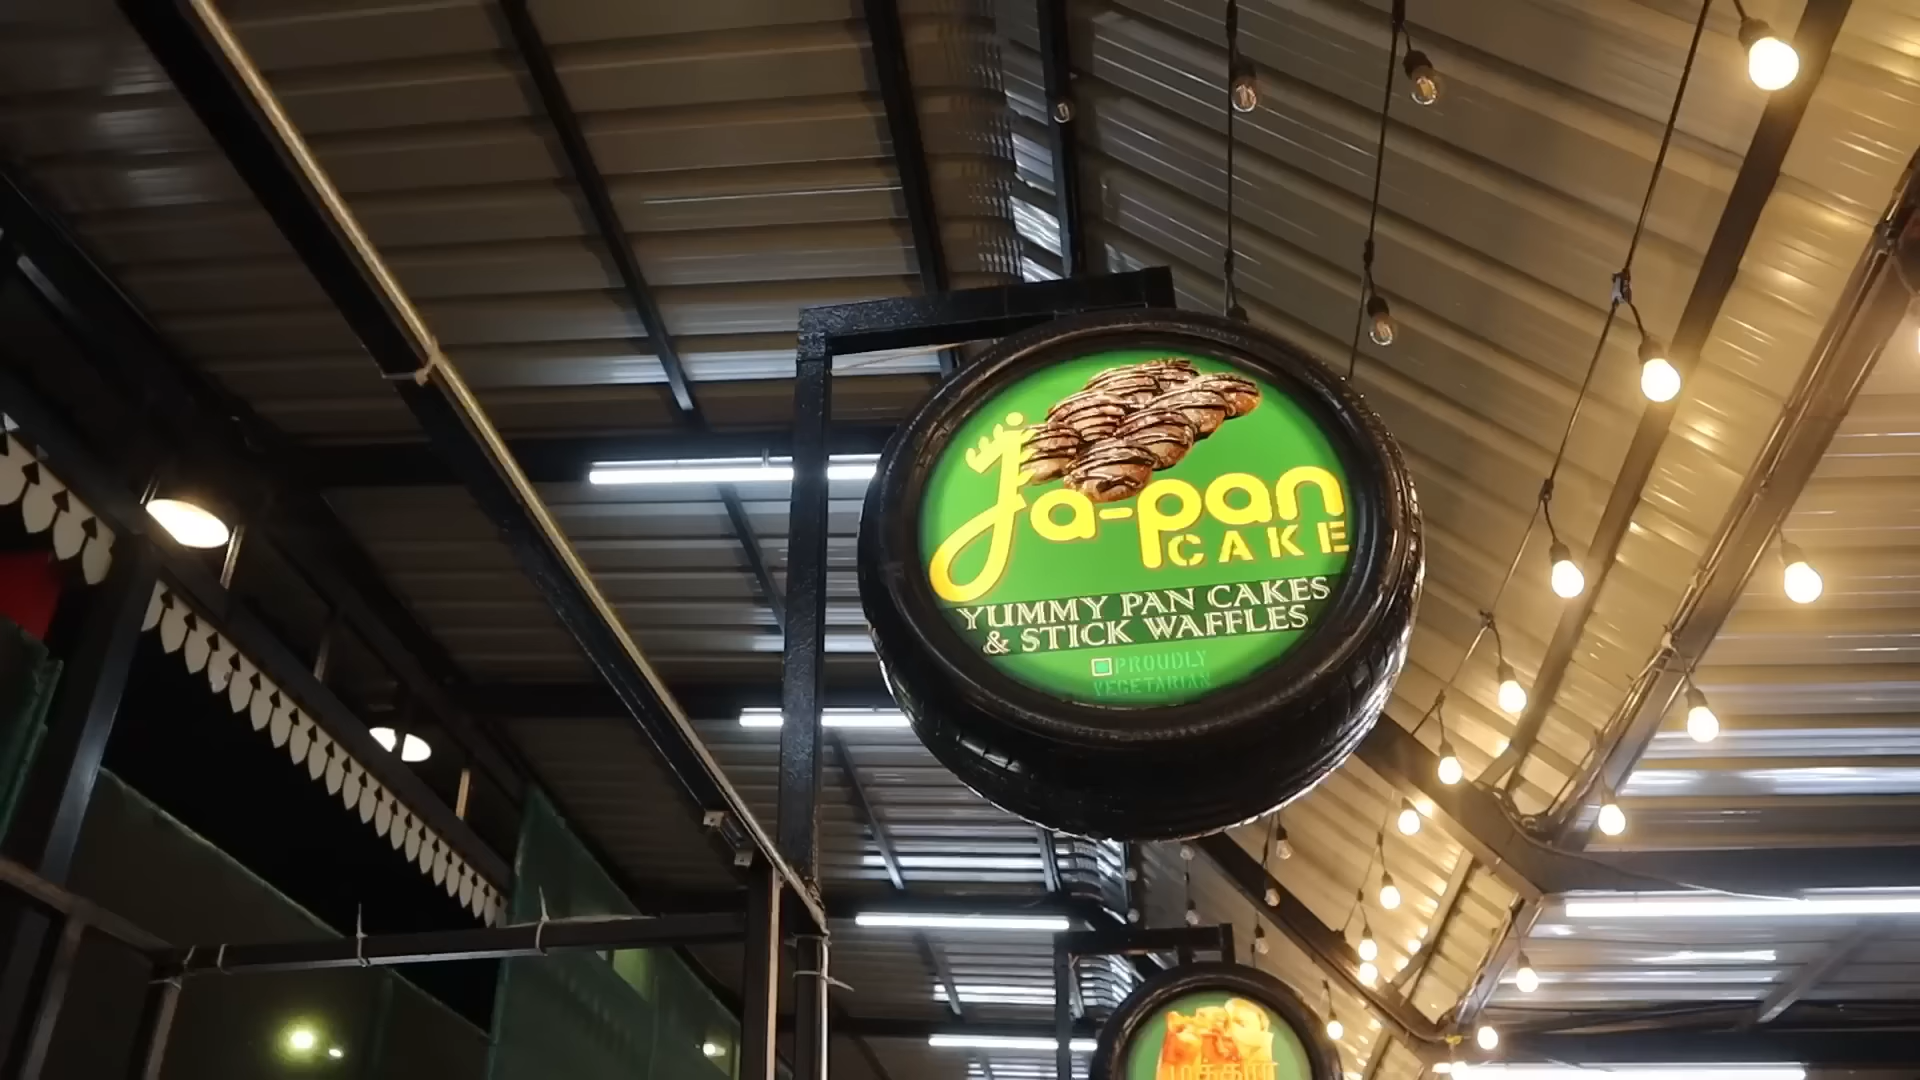 ja-pan
CAKE
YUMMY PAN CAKES
& STICK WAFFLES
PROUDLY
VEGETARIAN